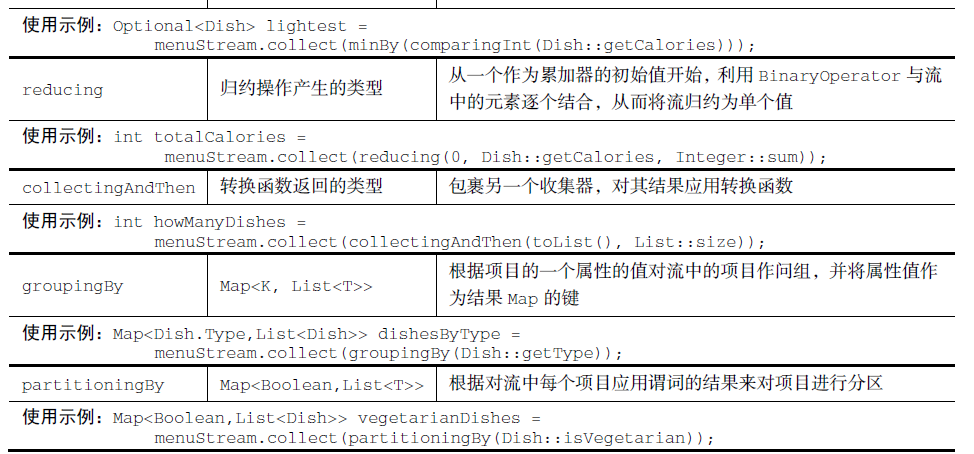 使用示例：Optional<Dish> lightest =
menuStream.collect(minBy(comparingInt(Dish::getCalories)));
reducing 归约操作产生的类型 从一个作为累加器的初始值开始，利用 BinaryOperator 与流
中的元素逐个结合，从而将流归约为单个值
使用示例：int totalCalories =
menuStream.collect(reducing(0, Dish::getCalories, Integer::sum));
collectingAndThen 转换函数返回的类型 包裹另一个收集器，对其结果应用转换函数
使用示例：int howManyDishes =
menuStream.collect(collectingAndThen(toList(), List::size));
groupingBy Map<K, List<T>> 根据项目的一个属性的值对流中的项目作问组，并将属性值作
为结果 Map 的键
使用示例：Map<Dish.Type,List<Dish>> dishesByType =
menuStream.collect(groupingBy(Dish::getType));
partitioningBy Map<Boolean,List<T>> 根据对流中每个项目应用谓词的结果来对项目进行分区
使用示例：Map<Boolean,List<Dish>> vegetarianDishes =
menuStream.collect(partitioningBy(Dish::isVegetarian));